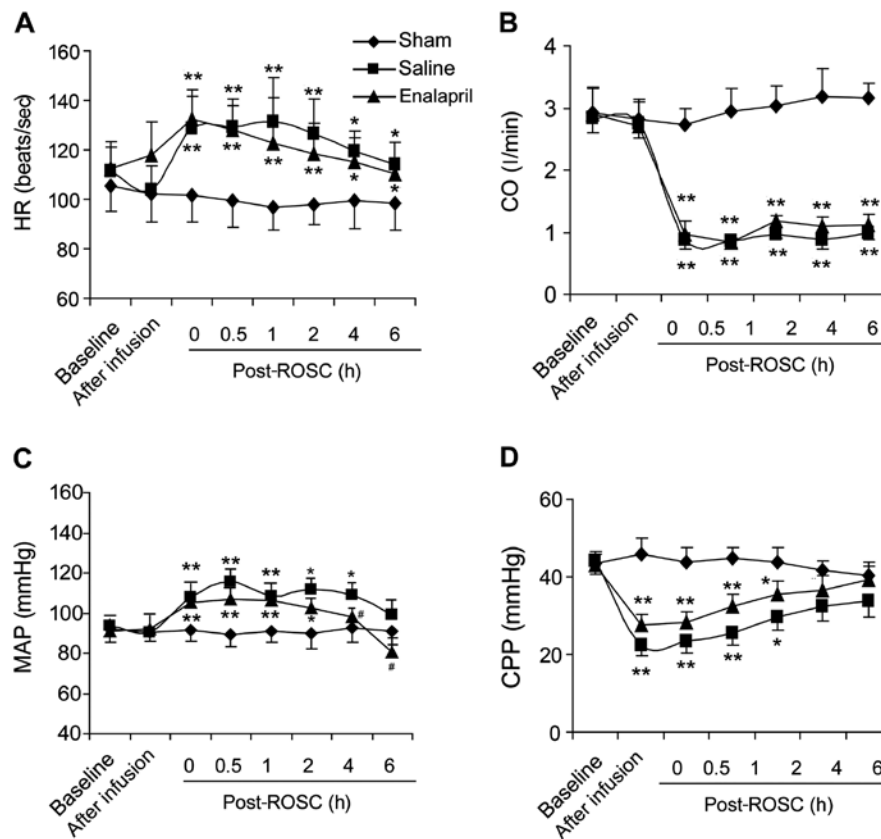 A
HR (beats/sec)
160
140
120
100
80
60
Sham
Saline
Enalapril
** ** ** ** * *
** ** ** ** * *
Baseline
After infusion
0 0.5 1 2 4 6
Post-ROSC (h)
B
CO (l/min)
4
3
2
1
0
** ** ** ** **
** ** ** ** **
Baseline
After infusion
0 0.5 1 2 4 6
Post-ROSC (h)
C
MAP (mmHg)
160
140
120
100
80
60
40
** ** ** * *
** ** ** * #
#
Baseline
After infusion
0 0.5 1 2 4 6
Post-ROSC (h)
D
CPP (mmHg)
60
40
20
0
** ** ** *
** ** ** *
Baseline
After infusion
0 0.5 1 2 4 6
Post-ROSC (h)